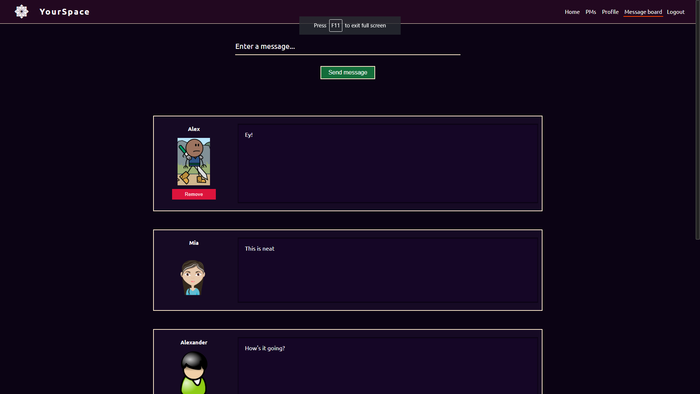 YourSpace
Home PMs Profile Message board Logout
Press F11 to exit full screen
Enter a message...
Send message
Alex
Ey!
Remove
Mia
This is neat
Alexander
How's it going?